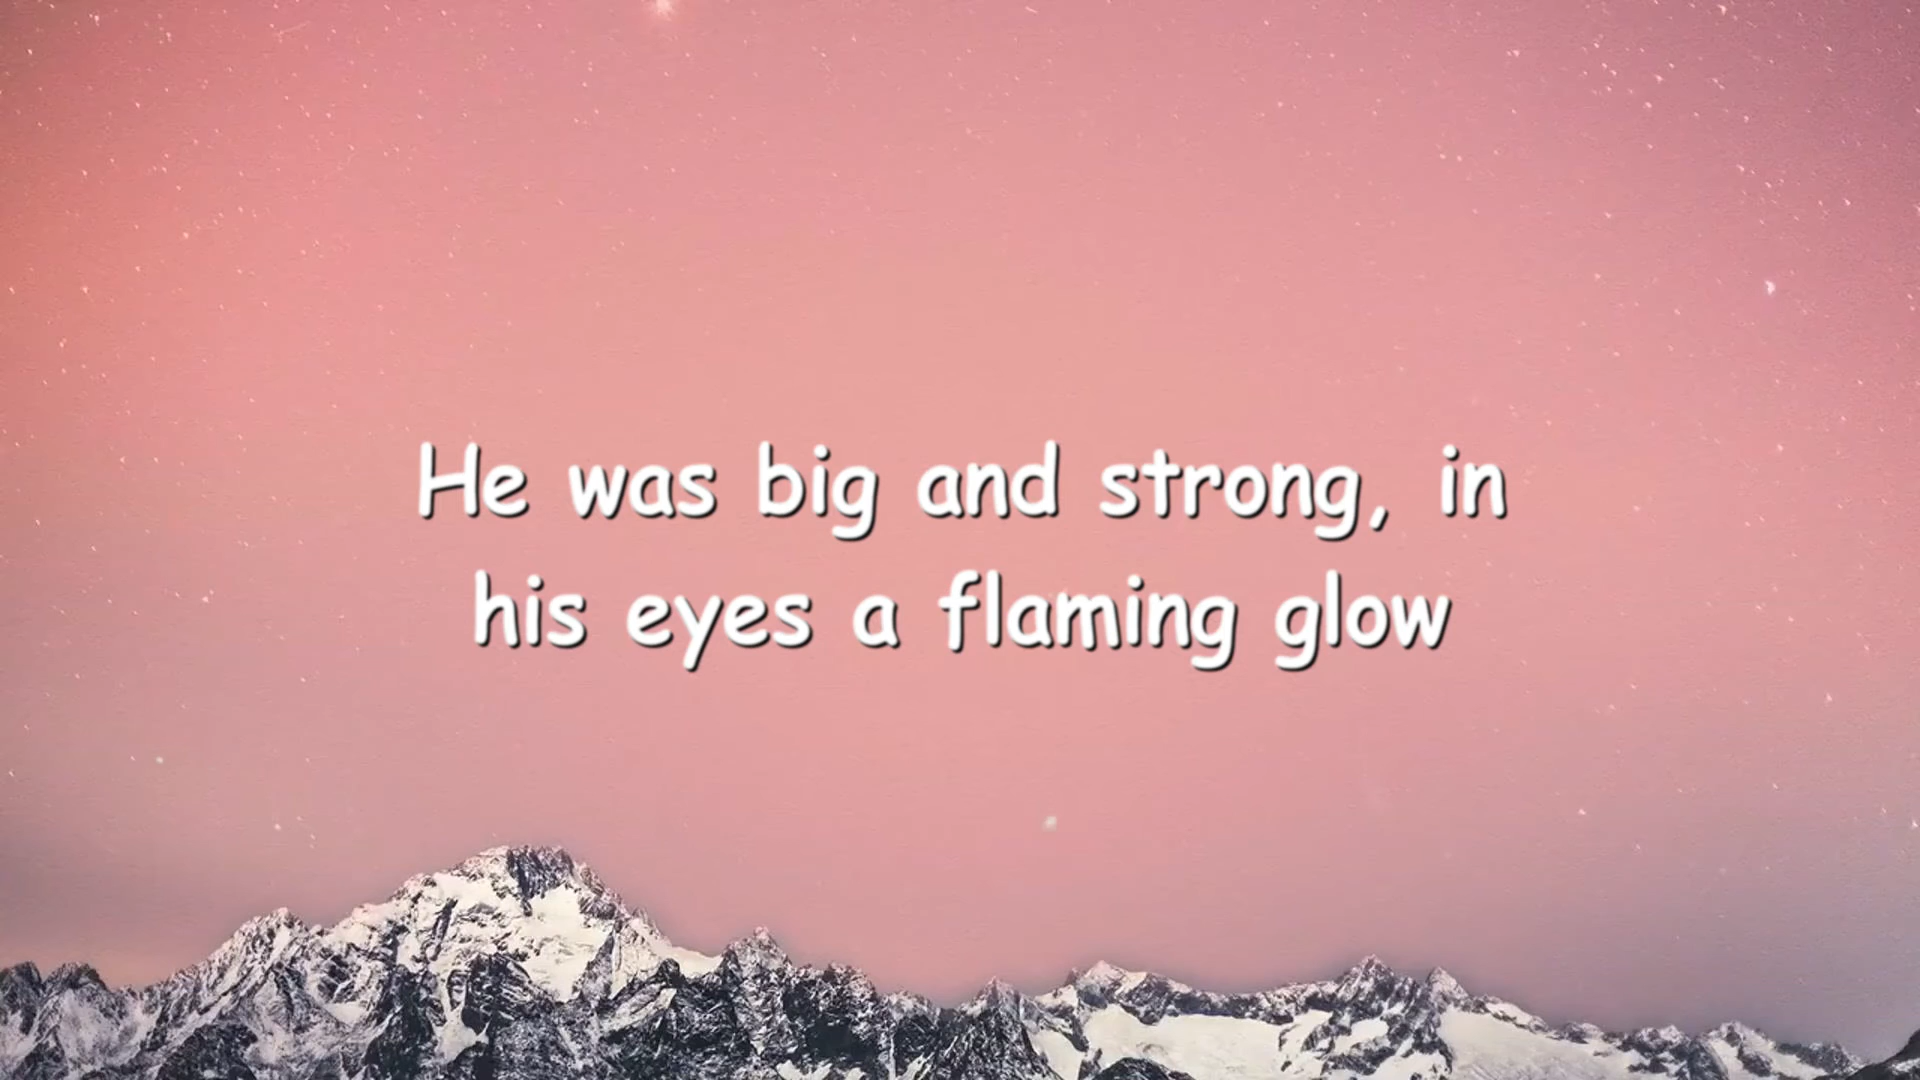 He was big and strong, in
his eyes a flaming glow